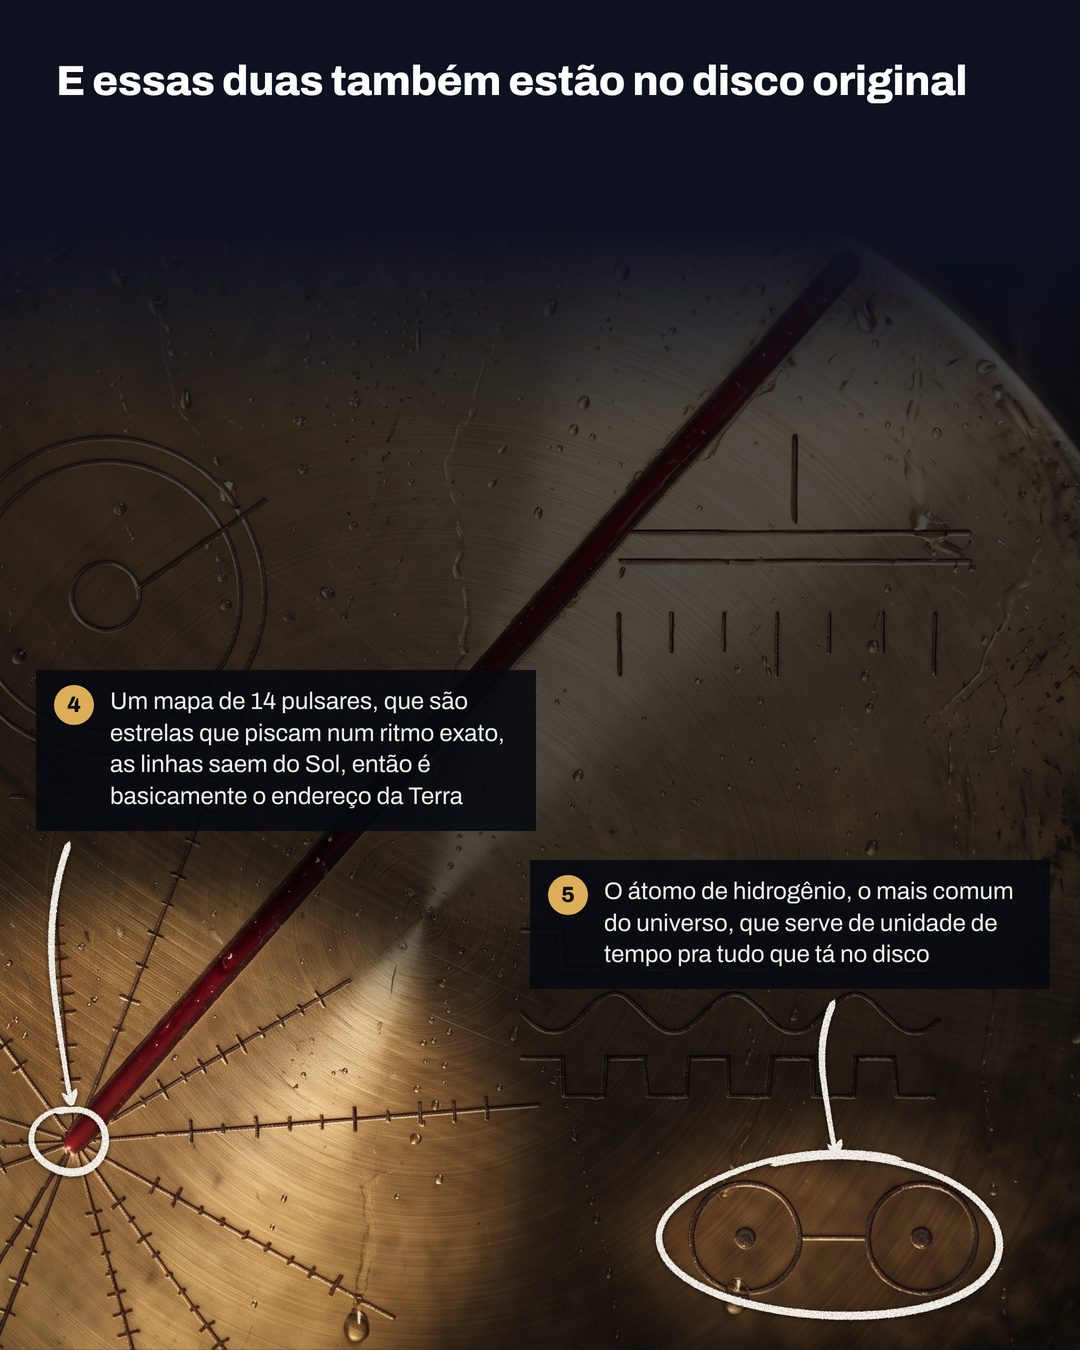 E essas duas também estão no disco original
4
Um mapa de 14 pulsares, que são
estrelas que piscam num ritmo exato,
as linhas saem do Sol, então é
basicamente o endereço da Terra
5
O átomo de hidrogênio, o mais comum
do universo, que serve de unidade de
tempo pra tudo que tá no disco